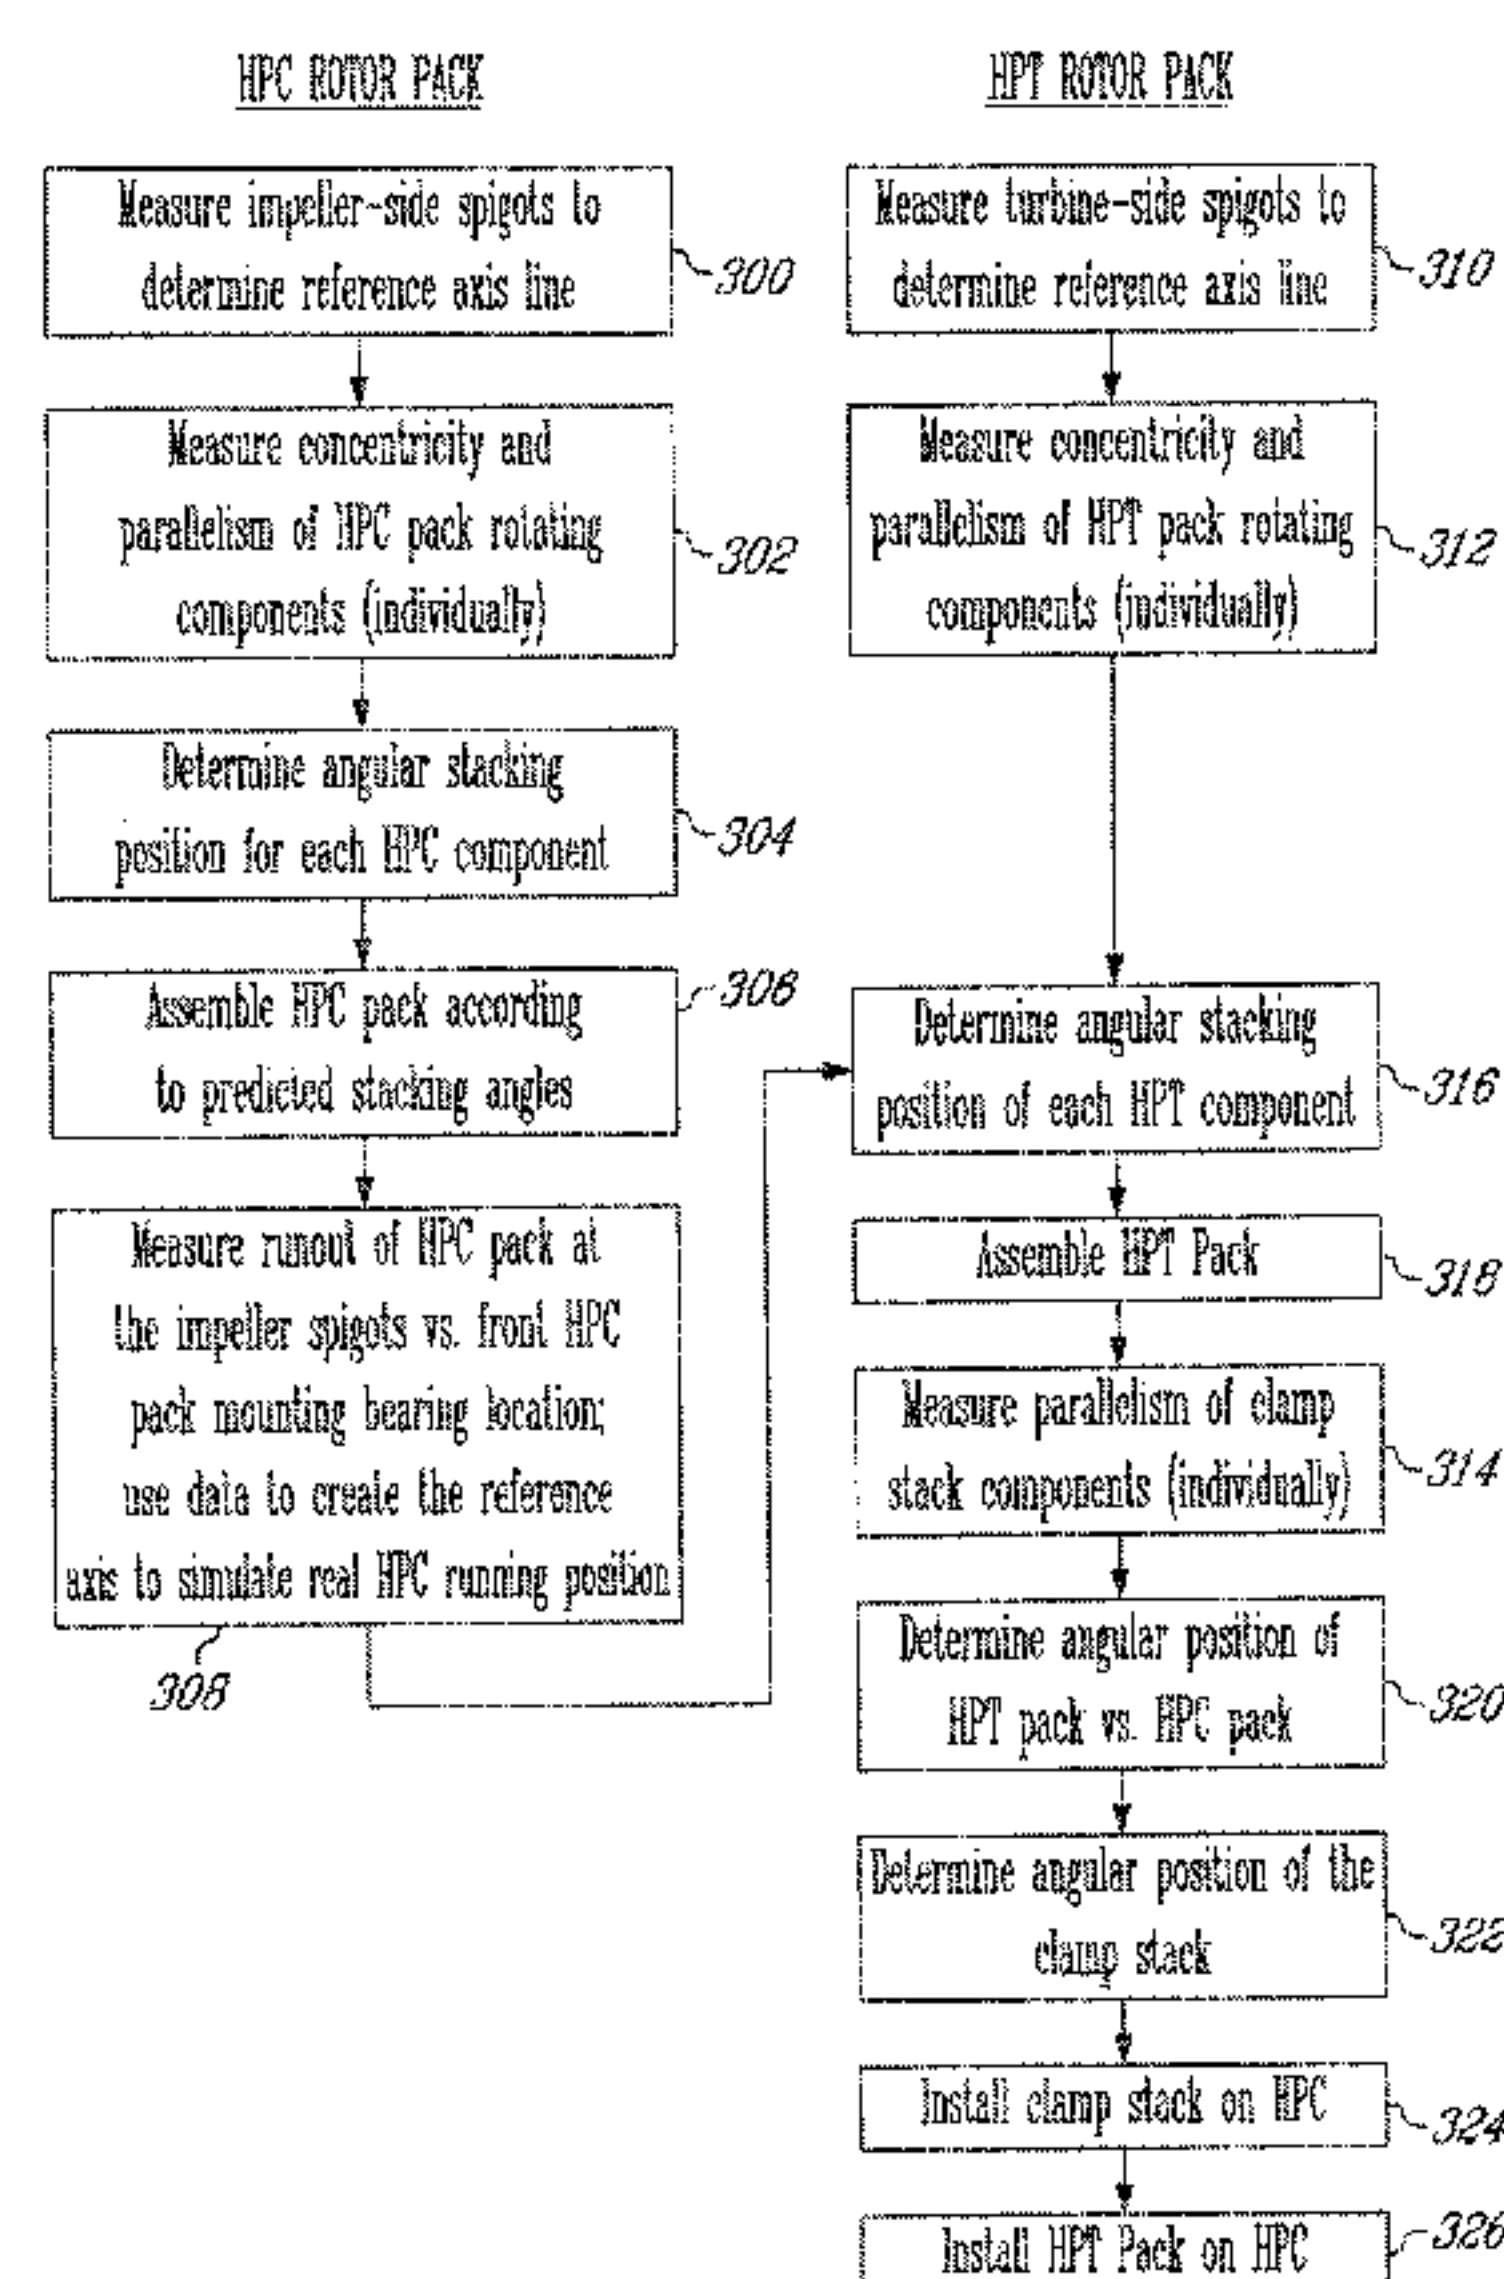 HPC ROTOR PACK
Measure impeller-side spigots to
determine reference axis line
300
Measure concentricity and
parallelism of HPC pack rotating
components (individually)
302
Determine angular stacking
position for each HPC component
304
Assemble HPC pack according
to predicted stacking angles
306
Measure runout of HPC pack at
the impeller spigots vs. front HPC
pack mounting bearing location;
use data to create the reference
axis to simulate real HPC running position
308
HPT ROTOR PACK
Measure turbine-side spigots to
determine reference axis line
310
Measure concentricity and
parallelism of HPT pack rotating
components (individually)
312
Determine angular stacking
position of each HPT component
316
Assemble HPT Pack
318
Measure parallelism of clamp
stack components (individually)
314
Determine angular position of
HPT pack vs. HPC pack
320
Determine angular position of the
clamp stack
322
Install clamp stack on HPC
324
Install HPT Pack on HPC
326